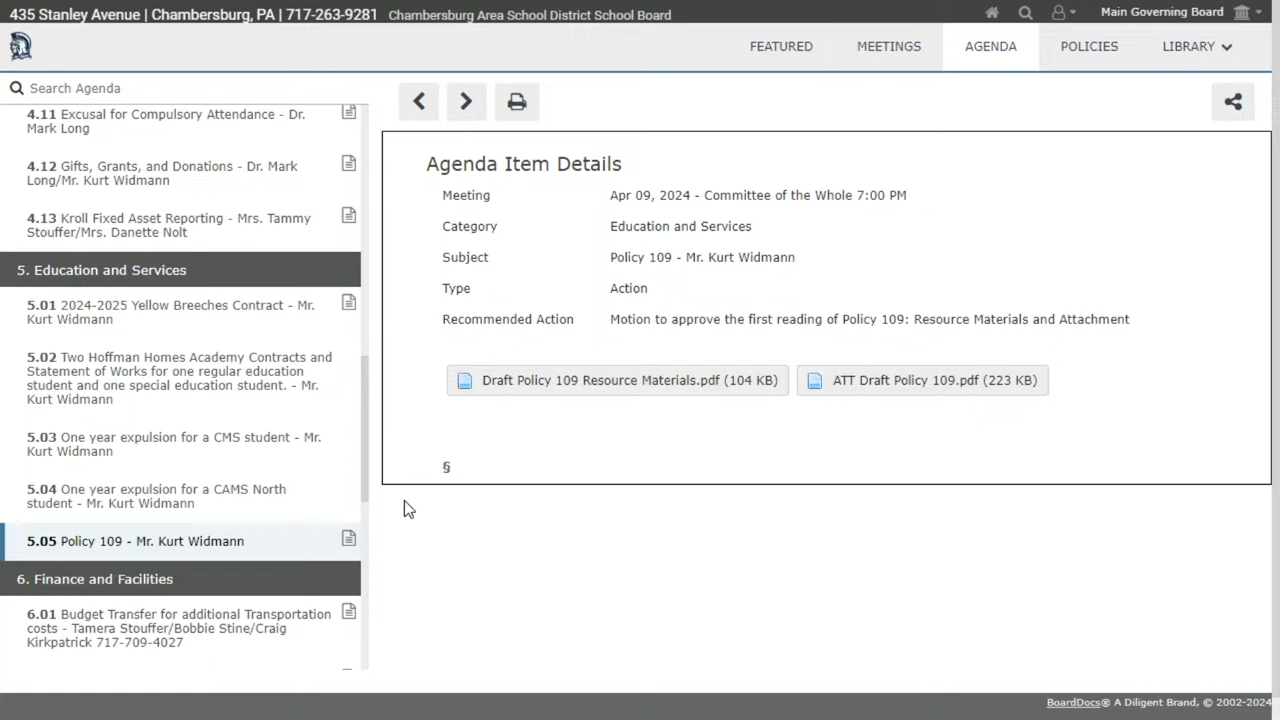 435 Stanley Avenue | Chambersburg, PA | 717-263-9281 Chambersburg Area School District School Board
Main Governing Board
FEATURED MEETINGS AGENDA POLICIES LIBRARY
Search Agenda
4.11 Excusal for Compulsory Attendance - Dr.
Mark Long
4.12 Gifts, Grants, and Donations - Dr. Mark
Long/Mr. Kurt Widmann
4.13 Kroll Fixed Asset Reporting - Mrs. Tammy
Stouffer/Mrs. Danette Nolt
5. Education and Services
5.01 2024-2025 Yellow Breeches Contract - Mr.
Kurt Widmann
5.02 Two Hoffman Homes Academy Contracts and
Statement of Works for one regular education
student and one special education student. - Mr.
Kurt Widmann
5.03 One year expulsion for a CMS student - Mr.
Kurt Widmann
5.04 One year expulsion for a CAMS North
student - Mr. Kurt Widmann
5.05 Policy 109 - Mr. Kurt Widmann
6. Finance and Facilities
6.01 Budget Transfer for additional Transportation
costs - Tamera Stouffer/Bobbie Stine/Craig
Kirkpatrick 717-709-4027
Agenda Item Details
Meeting Apr 09, 2024 - Committee of the Whole 7:00 PM
Category Education and Services
Subject Policy 109 - Mr. Kurt Widmann
Type Action
Recommended Action Motion to approve the first reading of Policy 109: Resource Materials and Attachment
Draft Policy 109 Resource Materials.pdf (104 KB) ATT Draft Policy 109.pdf (223 KB)
§
BoardDocs® A Diligent Brand, © 2002-2024